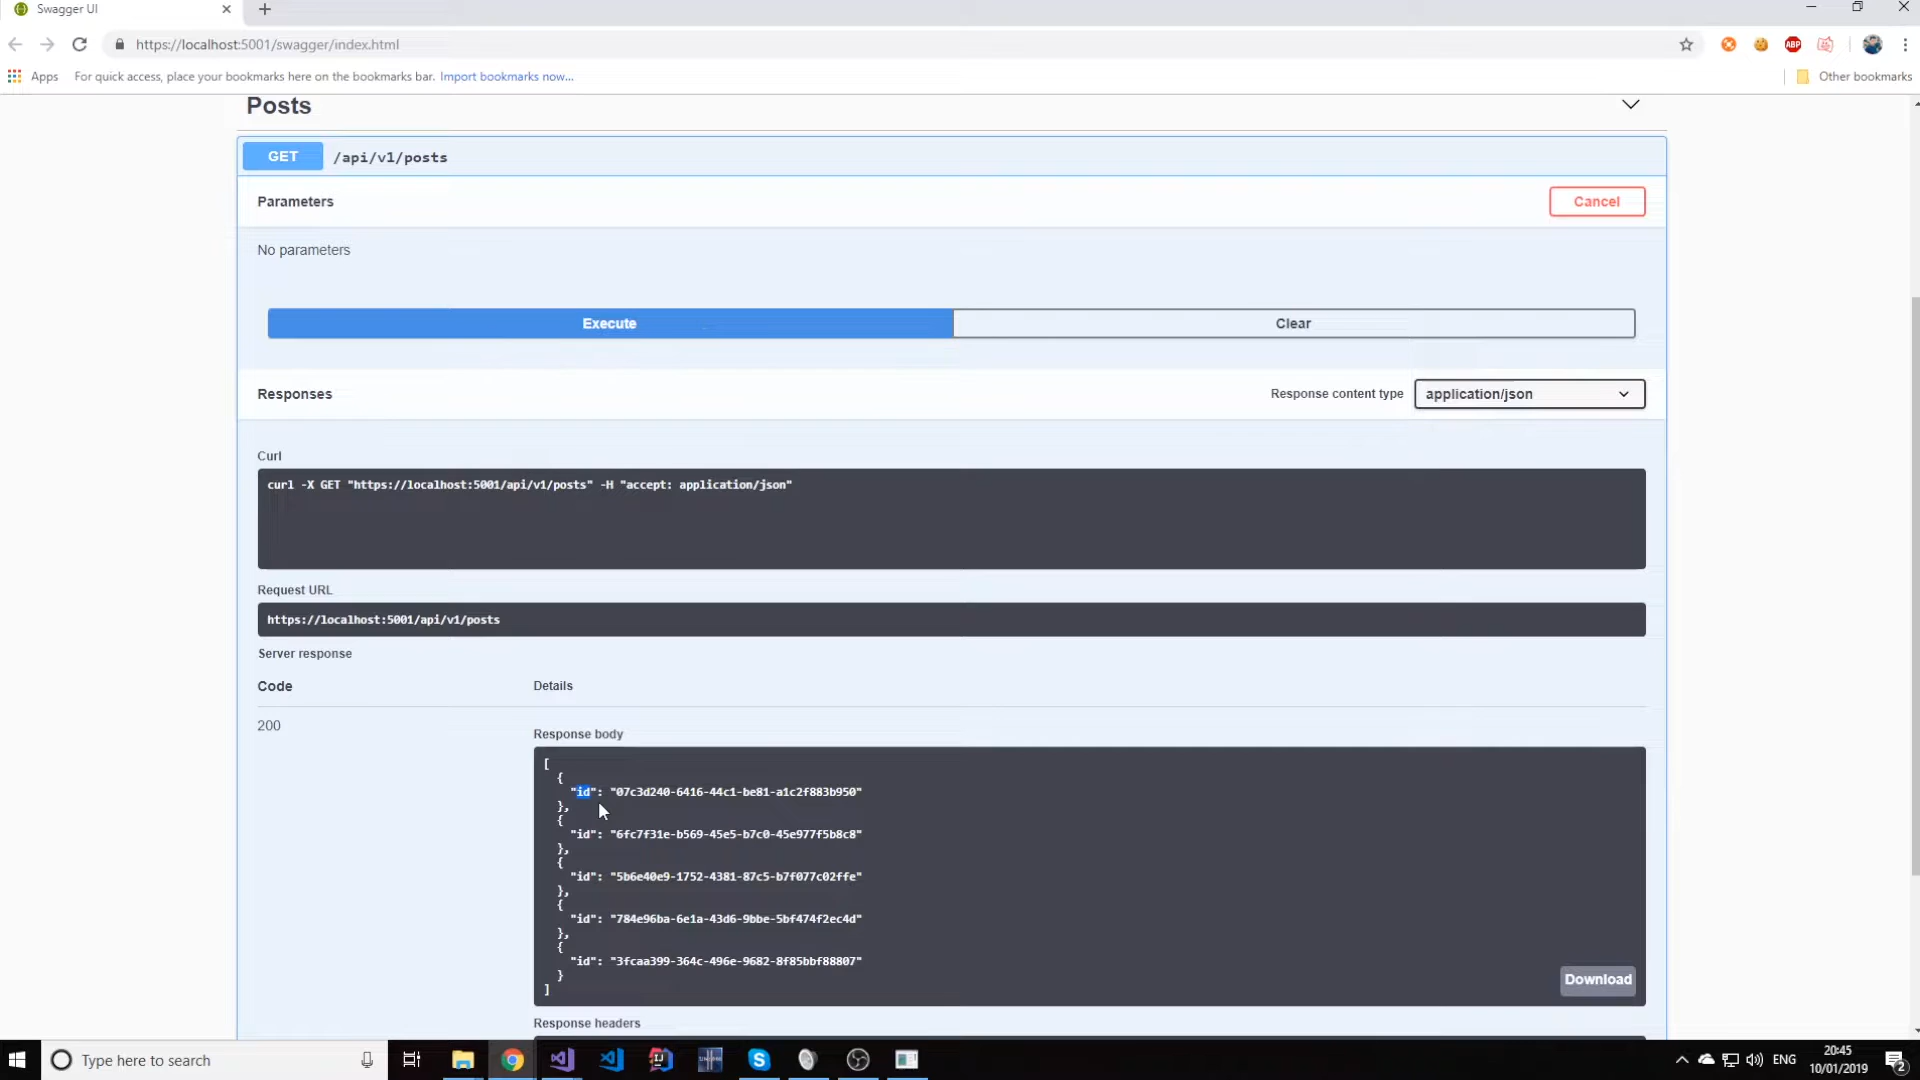 Swagger UI
https://localhost:5001/swagger/index.html
ABP
Apps For quick access, place your bookmarks here on the bookmarks bar. Import bookmarks now... Other bookmarks
Posts
GET /api/v1/posts
Parameters Cancel
No parameters
Execute Clear
Responses Response content type application/json
Curl
curl -X GET "https://localhost:5001/api/v1/posts" -H "accept: application/json"
Request URL
https://localhost:5001/api/v1/posts
Server response
Code Details
200
Response body
[
{
"id": "07c3d240-6416-44c1-be81-a1c2f883b950"
},
{
"id": "6fc7f31e-b569-45e5-b7c0-45e977f5b8c8"
},
{
"id": "5b6e40e9-1752-4381-87c5-b7f077c02ffe"
},
{
"id": "784e96ba-6e1a-43d6-9bbe-5bf474f2ec4d"
},
{
"id": "3fcaa399-364c-496e-9682-8f85bbf88807"
}
]
Download
Response headers
Type here to search
ENG
20:45
10/01/2019
2